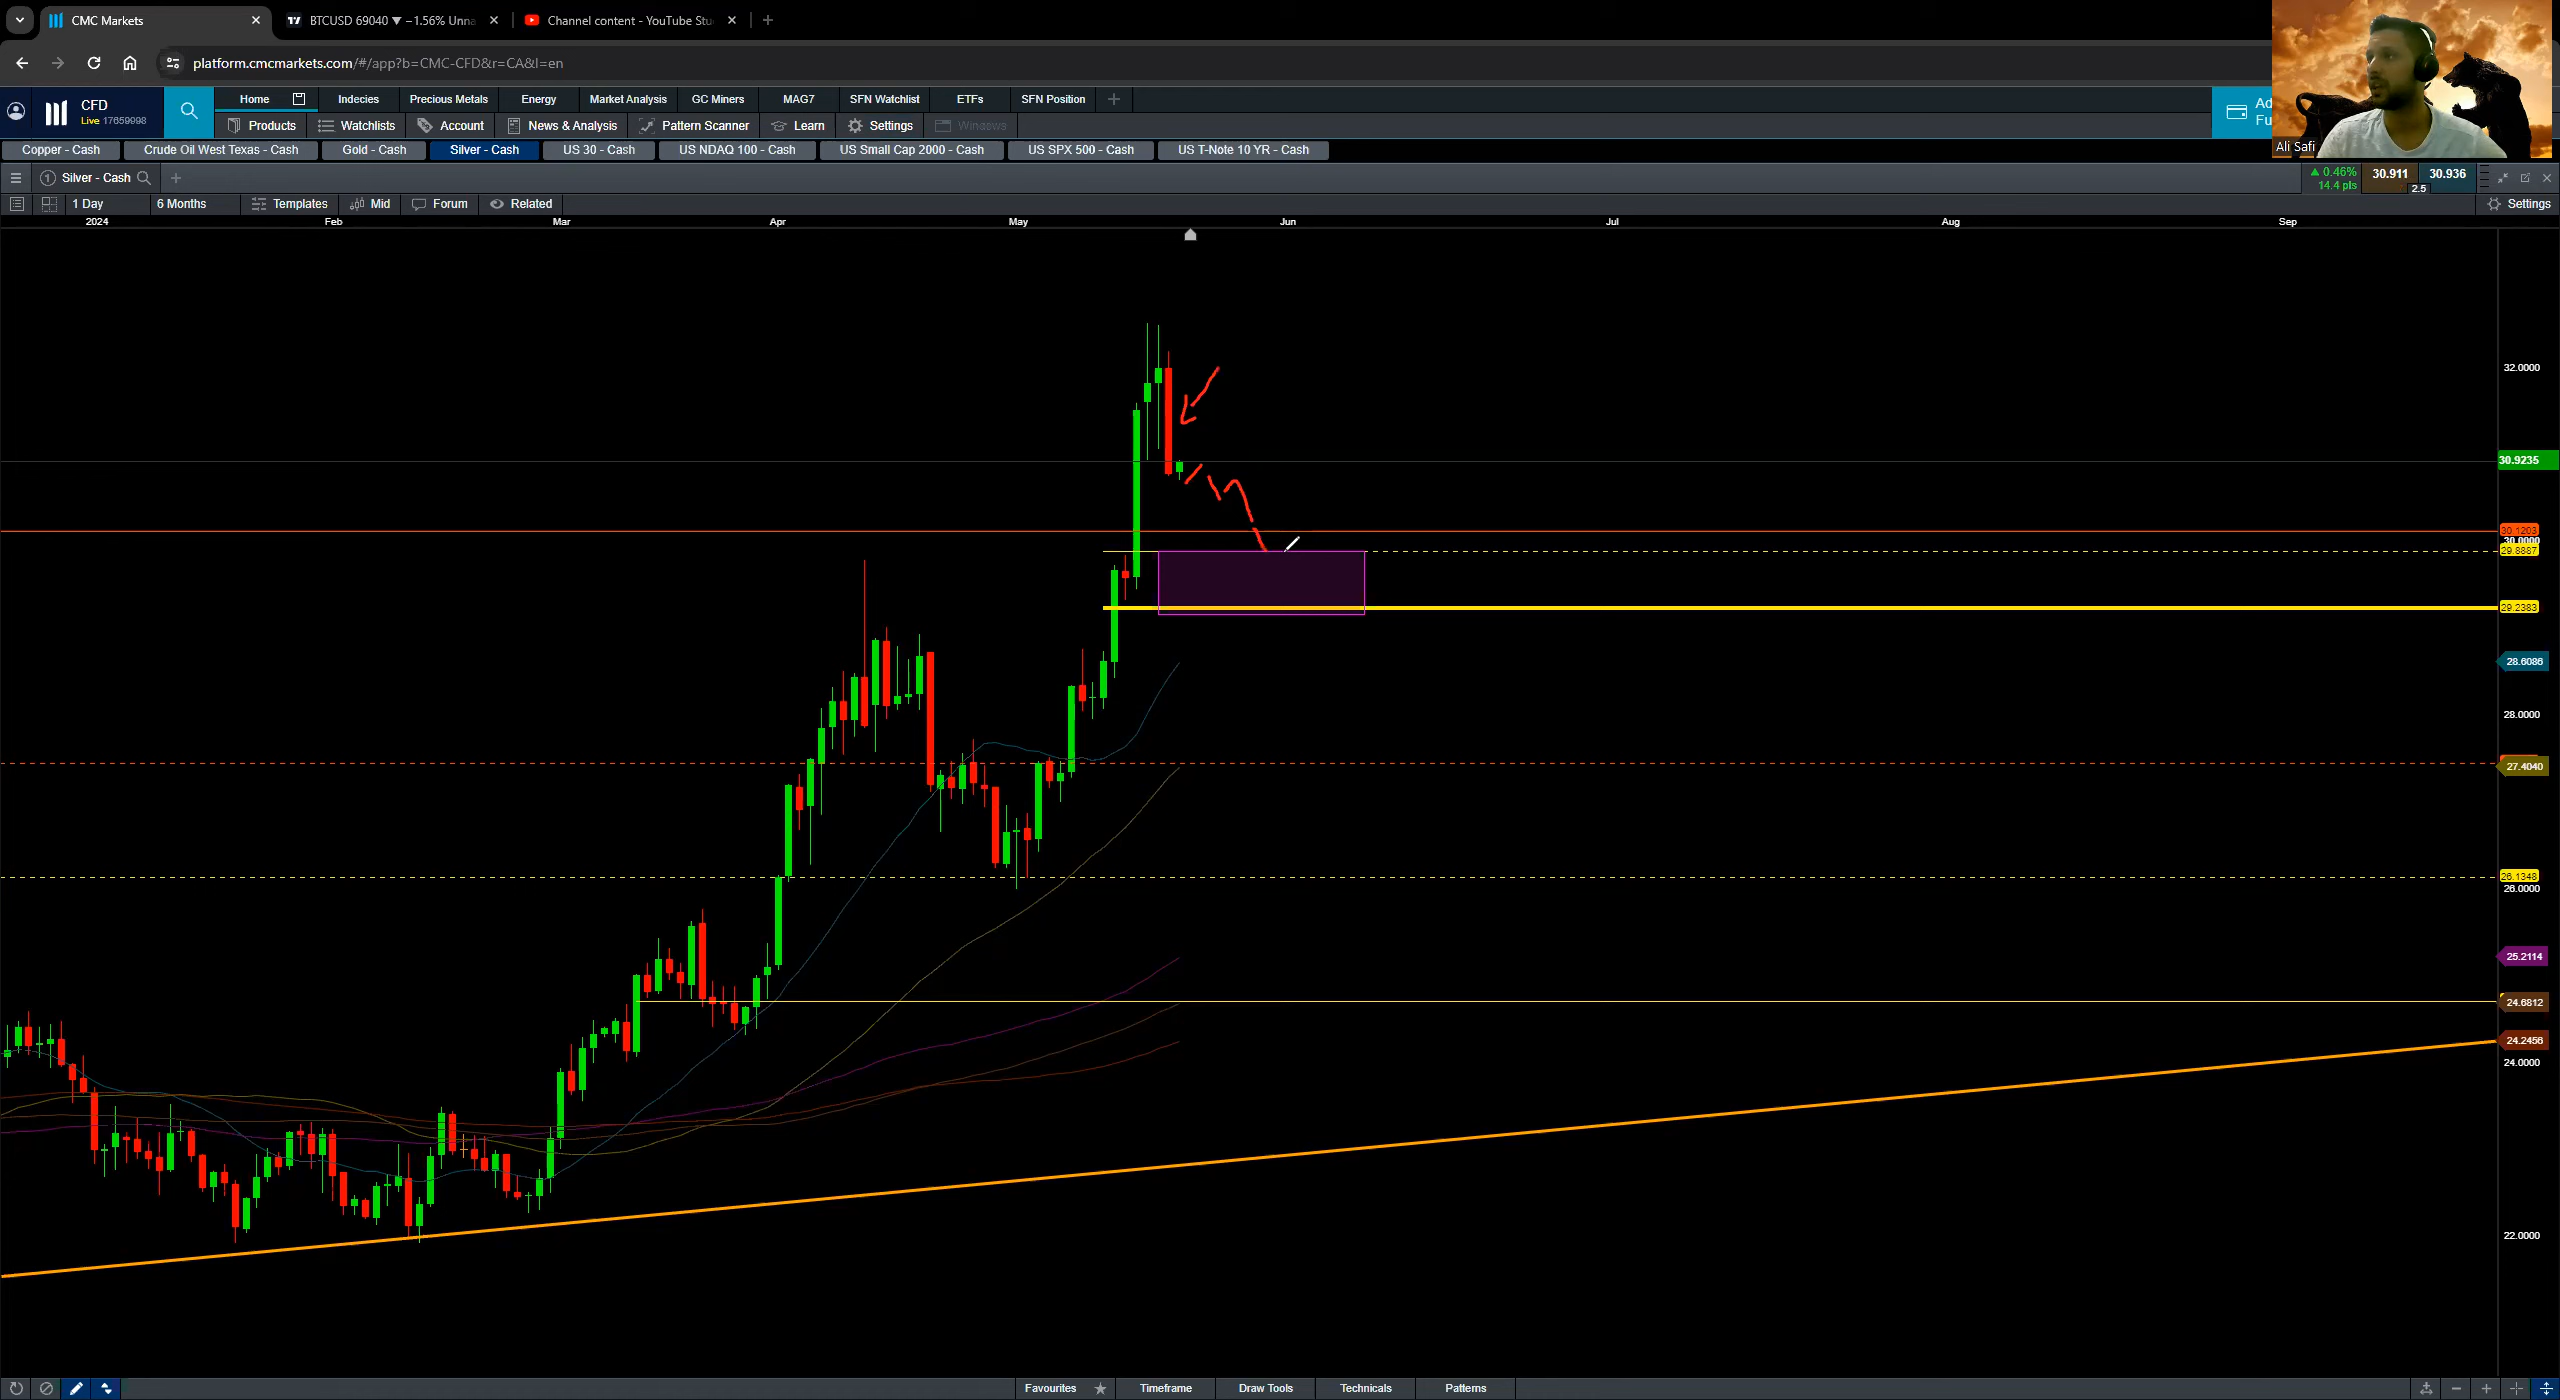 CMC Markets
BTCUSD 69040 ▼ −1.56% Unna
Channel content - YouTube Stu
platform.cmcmarkets.com/#/app?b=CMC-CFD&r=CA&l=en
CFD
Live 17659998
Home Indecies Precious Metals Energy Market Analysis GC Miners MAG7 SFN Watchlist ETFs SFN Position
Products Watchlists Account News & Analysis Pattern Scanner Learn Settings Windows
Ad
Fu
Ali Safi
Copper - Cash Crude Oil West Texas - Cash Gold - Cash Silver - Cash US 30 - Cash US NDAQ 100 - Cash US Small Cap 2000 - Cash US SPX 500 - Cash US T-Note 10 YR - Cash
1 Silver - Cash
▲ 0.46%
14.4 pts
30.911 30.936
2.5
1 Day 6 Months Templates Mid Forum Related Settings
2024 Feb Mar Apr May Jun Jul Aug Sep
32.0000
30.9235
30.1203
30.0000
29.8887
29.2383
28.6086
28.0000
27.4040
26.1348
26.0000
25.2114
24.6812
24.2456
24.0000
22.0000
Favourites Timeframe Draw Tools Technicals Patterns